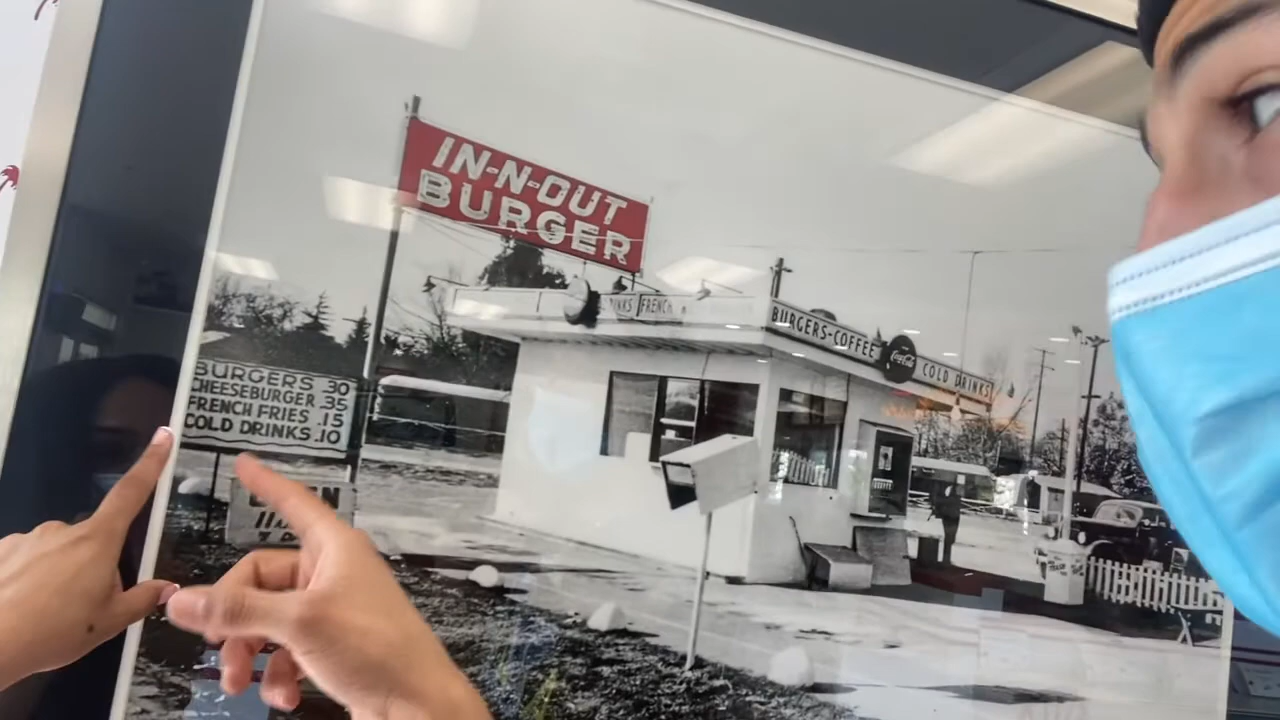 IN-N-OUT
BURGER
FRENCH
BURGERS-COFFEE
Coca-Cola
COLD DRINKS
BURGERS .30
CHEESEBURGER .35
FRENCH FRIES .15
COLD DRINKS .10